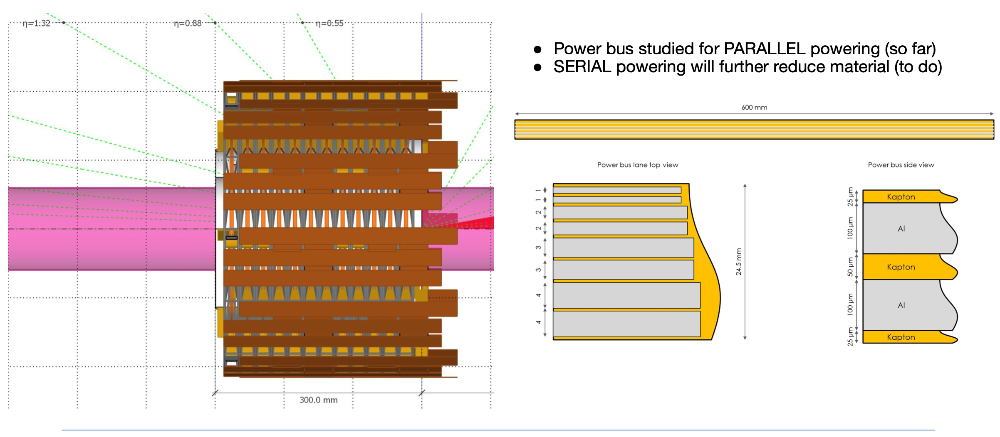 η=1.32
η=0.88
η=0.55
300.0 mm
● Power bus studied for PARALLEL powering (so far)
● SERIAL powering will further reduce material (to do)
600 mm
Power bus lane top view
1
1
2
2
3
3
4
4
24.5 mm
Power bus side view
25 µm
Kapton
100 µm
Al
50 µm
Kapton
100 µm
Al
25 µm
Kapton